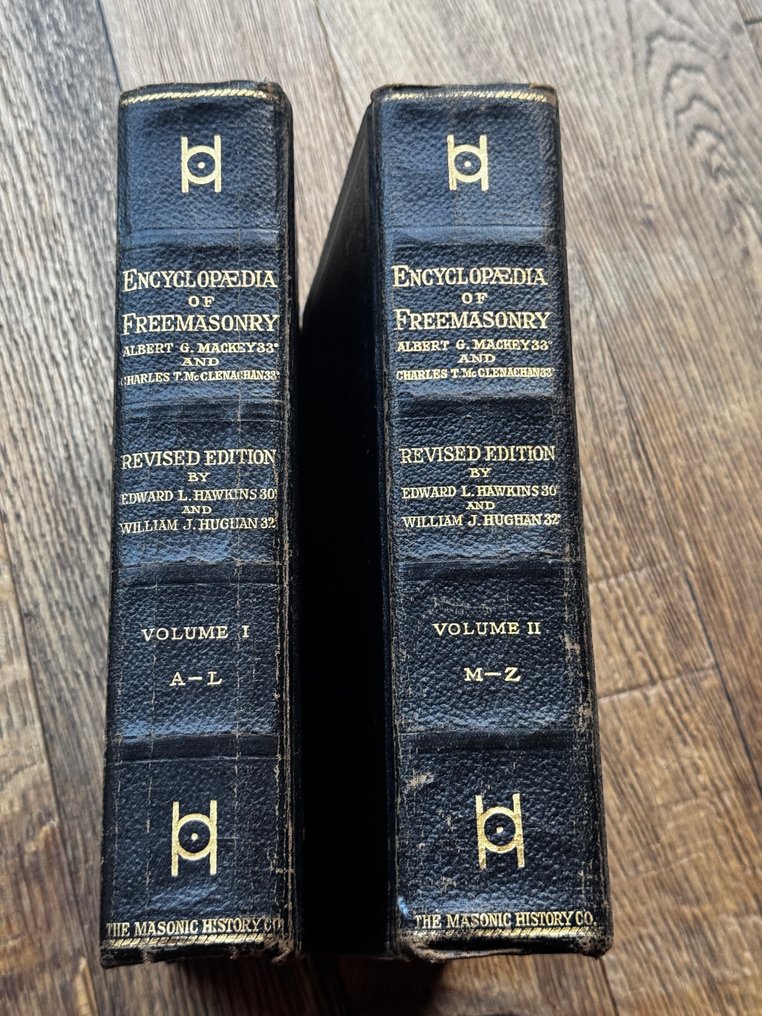 ENCYCLOPÆDIA
OF
FREEMASONRY
ALBERT G. MACKEY 33°
AND
CHARLES T. McCLENACHAN 33°
REVISED EDITION
BY
EDWARD L. HAWKINS 30°
AND
WILLIAM J. HUGHAN 32°
VOLUME I
A–L
THE MASONIC HISTORY CO.
ENCYCLOPÆDIA
OF
FREEMASONRY
ALBERT G. MACKEY 33°
AND
CHARLES T. McCLENACHAN 33°
REVISED EDITION
BY
EDWARD L. HAWKINS 30°
AND
WILLIAM J. HUGHAN 32°
VOLUME II
M–Z
THE MASONIC HISTORY CO.